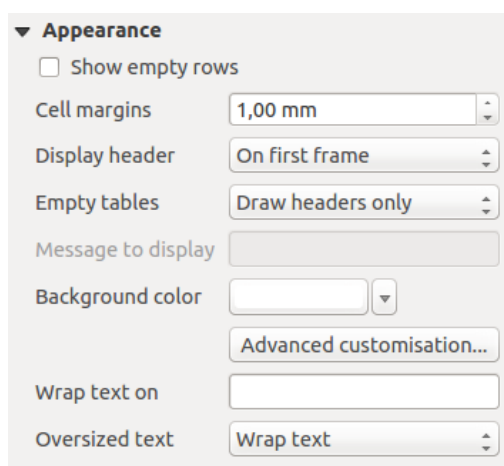 Appearance
Show empty rows
Cell margins 1,00 mm
Display header On first frame
Empty tables Draw headers only
Message to display
Background color
Advanced customisation...
Wrap text on
Oversized text Wrap text